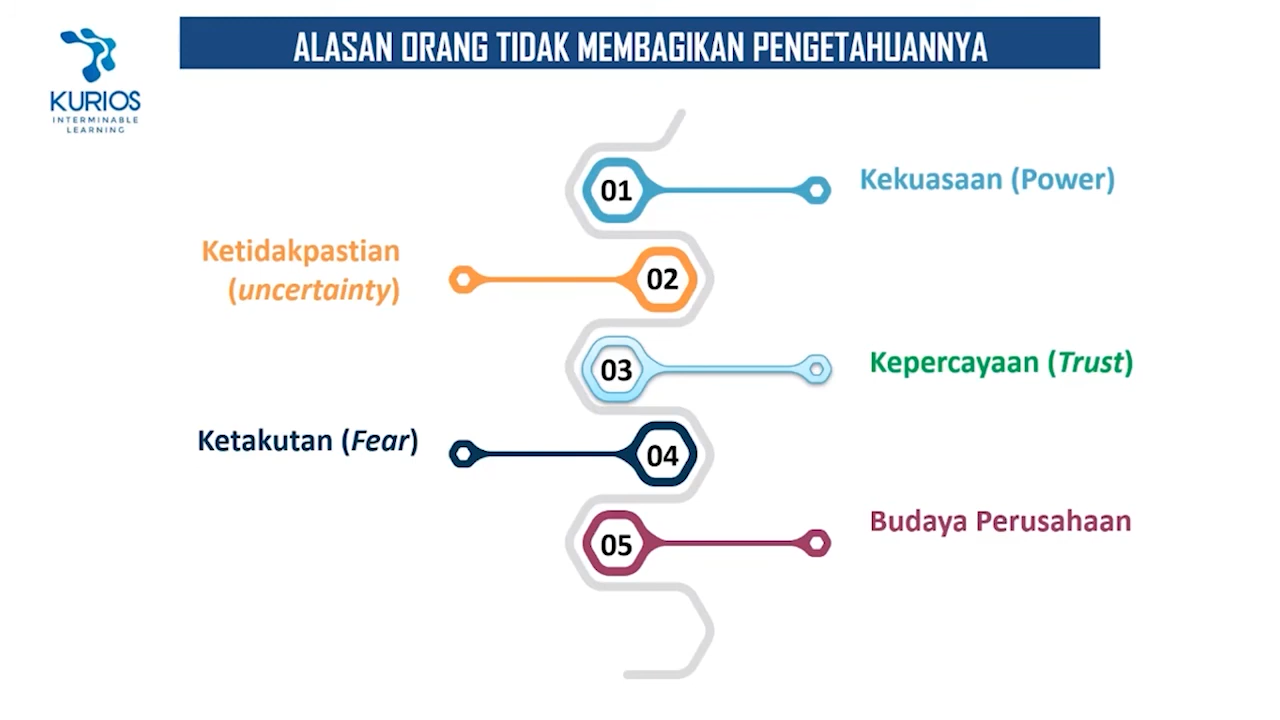 ALASAN ORANG TIDAK MEMBAGIKAN PENGETAHUANNYA
KURIOS
INTERMINABLE
LEARNING
01
Kekuasaan (Power)
Ketidakpastian
(uncertainty)
02
03
Kepercayaan (Trust)
Ketakutan (Fear)
04
05
Budaya Perusahaan